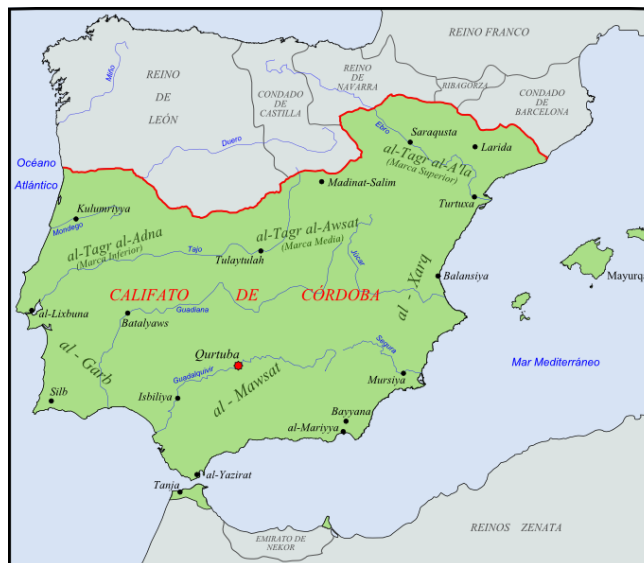 REINO FRANCO
Miño
REINO
DE
LEÓN
CONDADO
DE
CASTILLA
REINO
DE
NAVARRA
RIBAGORZA
CONDADO
DE
BARCELONA
Duero
Ebro
Saraqusta
Larida
al-Tagr al-A'la
(Marca Superior)
Océano
Atlántico
Madinat-Salim
Turtuxa
Kulumriyya
Mondego
al-Tagr al-Adna
(Marca Inferior)
al-Tagr al-Awsat
(Marca Media)
Tajo
Tulaytulah
Júcar
al - Xarq
Balansiya
Mayurqa
CALIFATO DE CÓRDOBA
al-Lixbuna
Batalyaws
Guadiana
al - Garb
Qurtuba
Guadalquivir
al - Mawsat
Segura
Mursiya
Mar Mediterráneo
Silb
Isbiliya
Bayyana
al-Mariyya
al-Yazirat
Tanja
EMIRATO DE
NEKOR
REINOS ZENATA